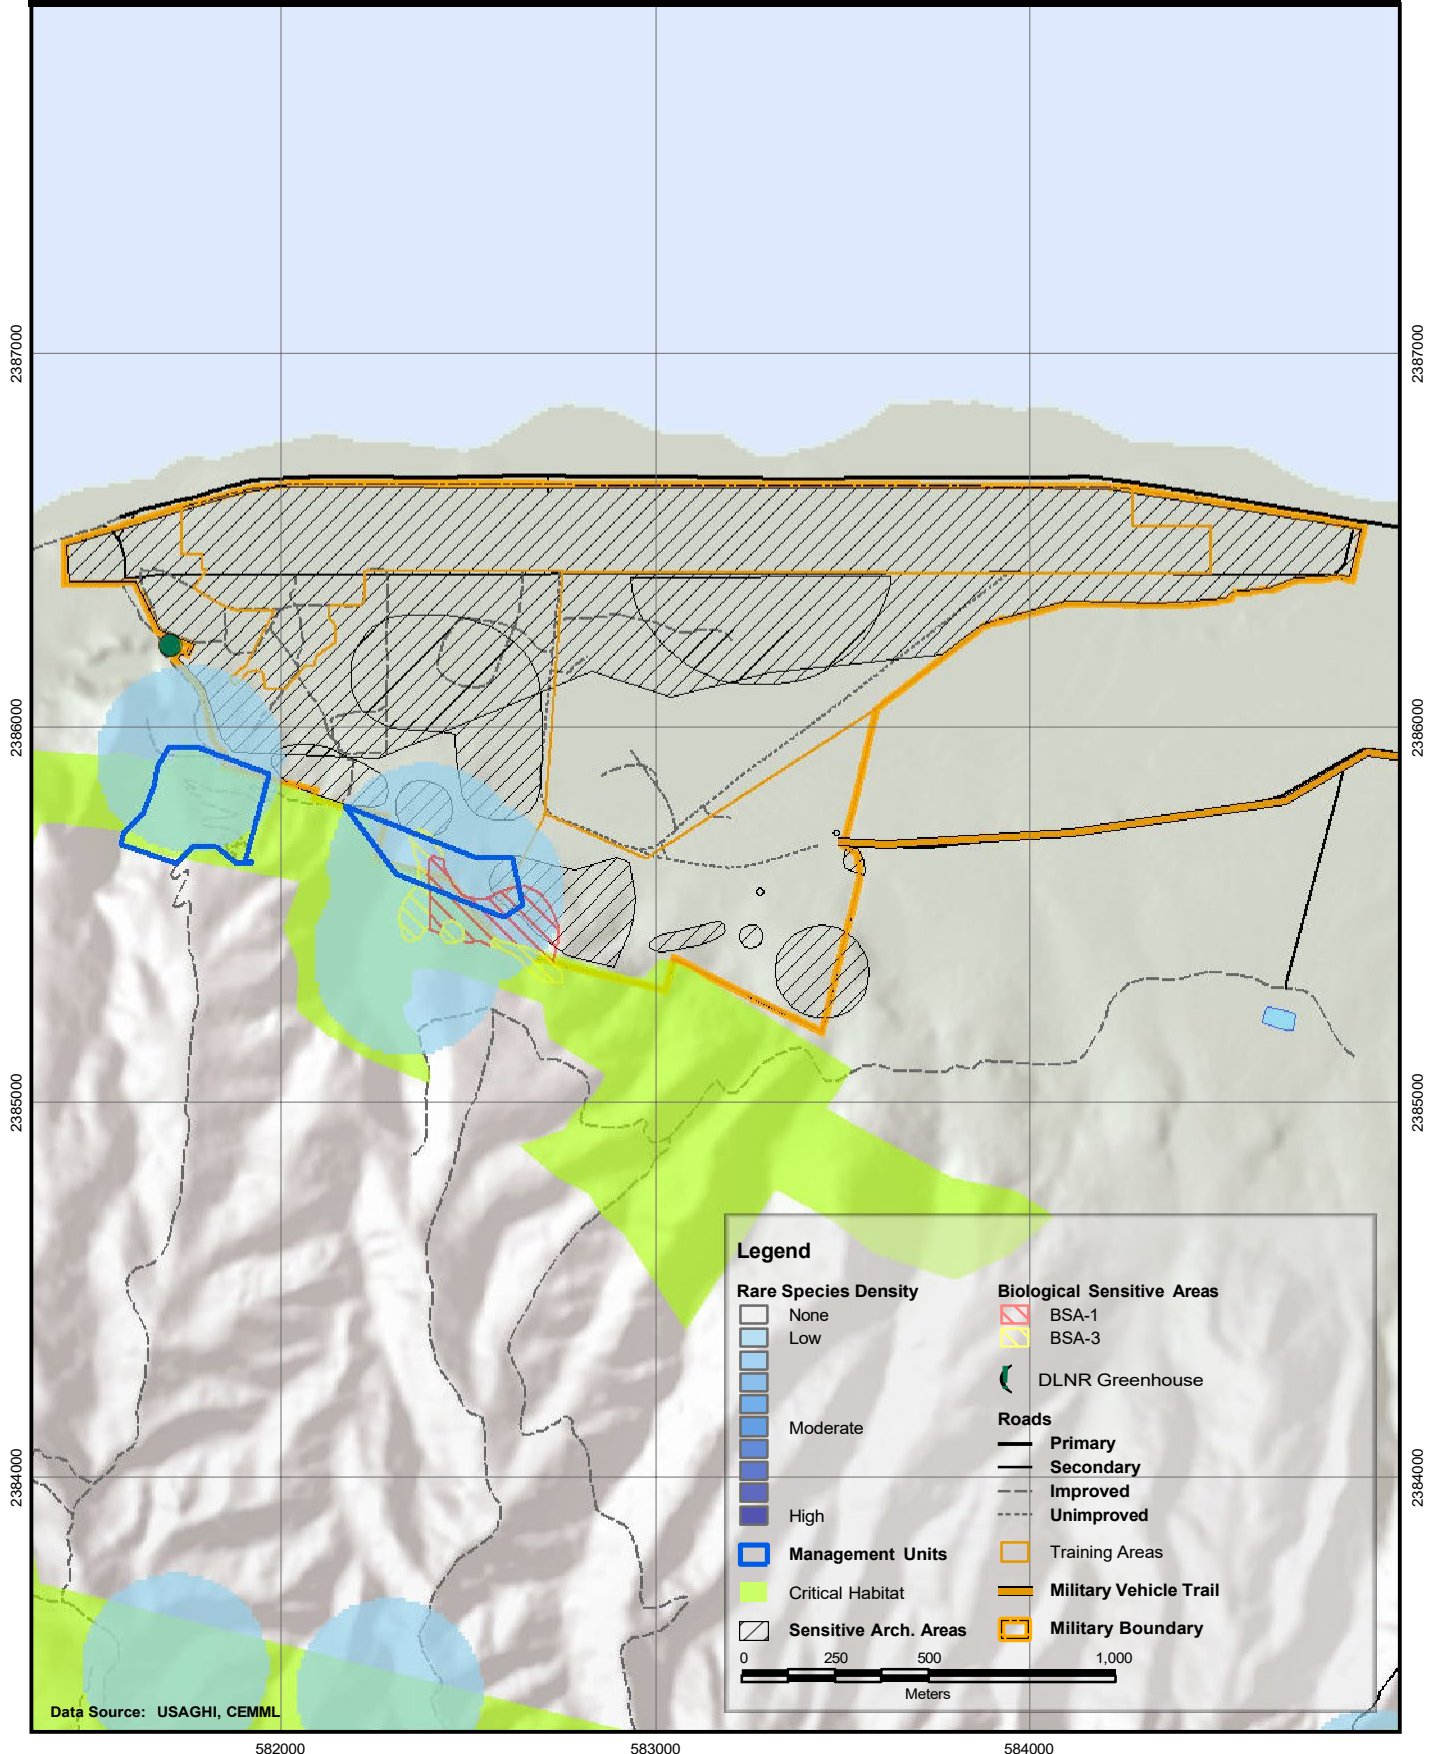 2387000
2387000
2386000
2386000
2385000
2385000
2384000
2384000
Legend
Rare Species Density
None
Low
Moderate
High
Management Units
Critical Habitat
Sensitive Arch. Areas
Biological Sensitive Areas
BSA-1
BSA-3
DLNR Greenhouse
Roads
Primary
Secondary
Improved
Unimproved
Training Areas
Military Vehicle Trail
Military Boundary
0 250 500 1,000
Meters
Data Source: USAGHI, CEMML
582000 583000 584000